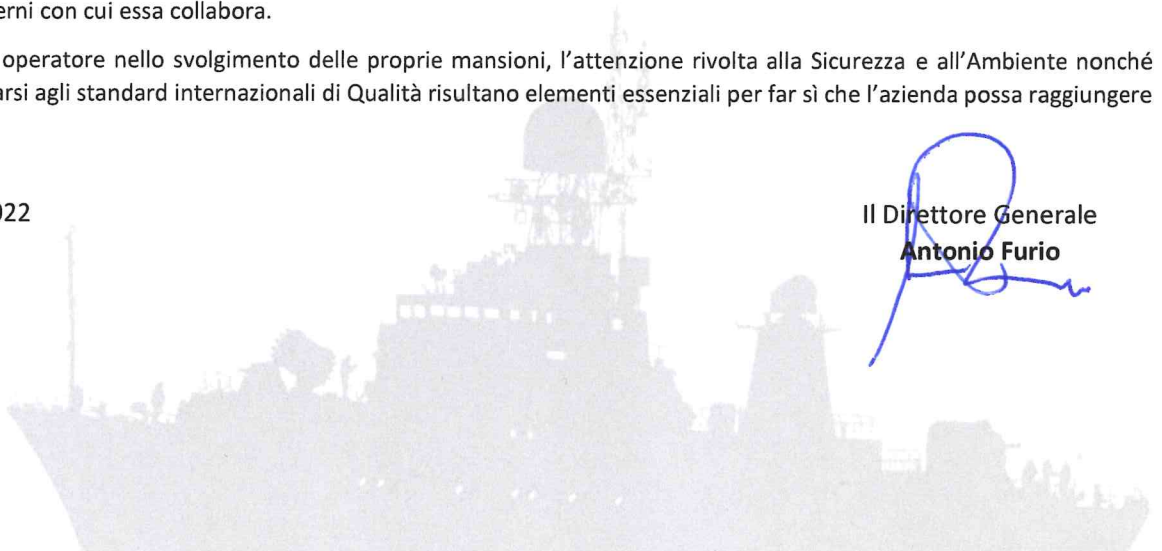 erni con cui essa collabora.
operatore nello svolgimento delle proprie mansioni, l’attenzione rivolta alla Sicurezza e all’Ambiente nonché
arsi agli standard internazionali di Qualità risultano elementi essenziali per far sì che l’azienda possa raggiungere
022
Il Direttore Generale
Antonio Furio